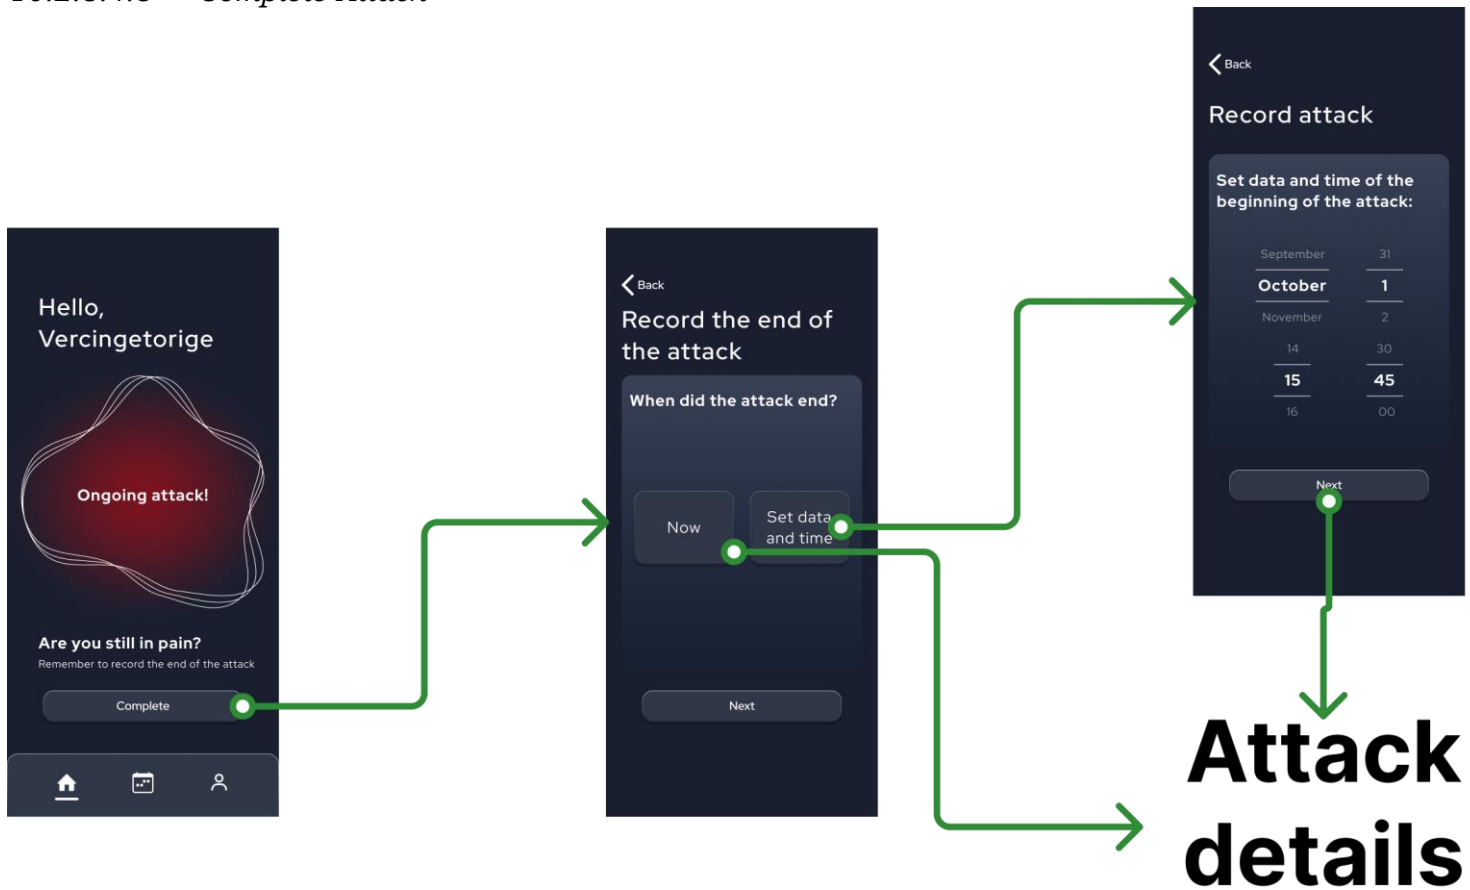 Complete Attack
Hello,
Vercingetorige
Ongoing attack!
Are you still in pain?
Remember to record the end of the attack
Complete
Back
Record the end of
the attack
When did the attack end?
Now
Set data
and time
Next
Back
Record attack
Set data and time of the
beginning of the attack:
September 31
October 1
November 2
14 30
15 45
16 00
Next
Attack
details